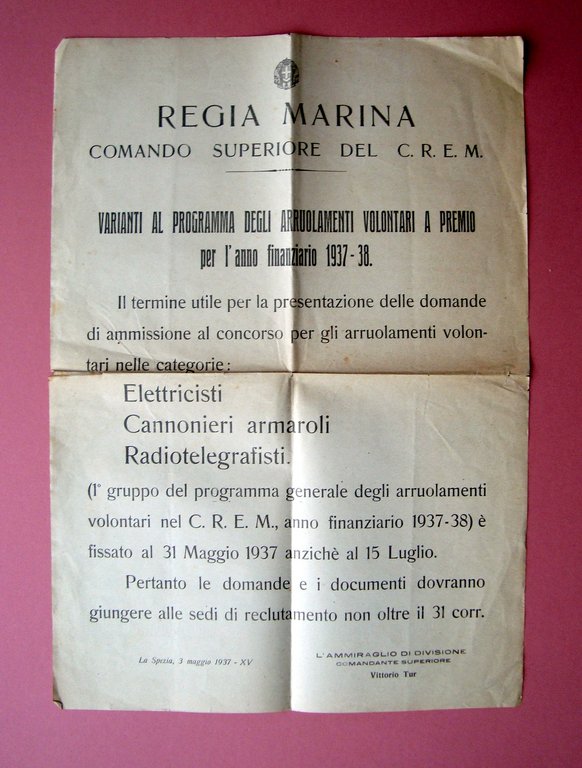 REGIA MARINA
COMANDO SUPERIORE DEL C. R. E. M.
VARIANTI AL PROGRAMMA DEGLI ARRUOLAMENTI VOLONTARI A PREMIO
per l'anno finanziario 1937-38.
Il termine utile per la presentazione delle domande
di ammissione al concorso per gli arruolamenti volon-
tari nelle categorie:
Elettricisti
Cannonieri armaroli
Radiotelegrafisti.
(1° gruppo del programma generale degli arruolamenti
volontari nel C. R. E. M., anno finanziario 1937-38) è
fissato al 31 Maggio 1937 anzichè al 15 Luglio.
Pertanto le domande e i documenti dovranno
giungere alle sedi di reclutamento non oltre il 31 corr.
La Spezia, 3 maggio 1937 - XV
L'AMMIRAGLIO DI DIVISIONE
COMANDANTE SUPERIORE
Vittorio Tur